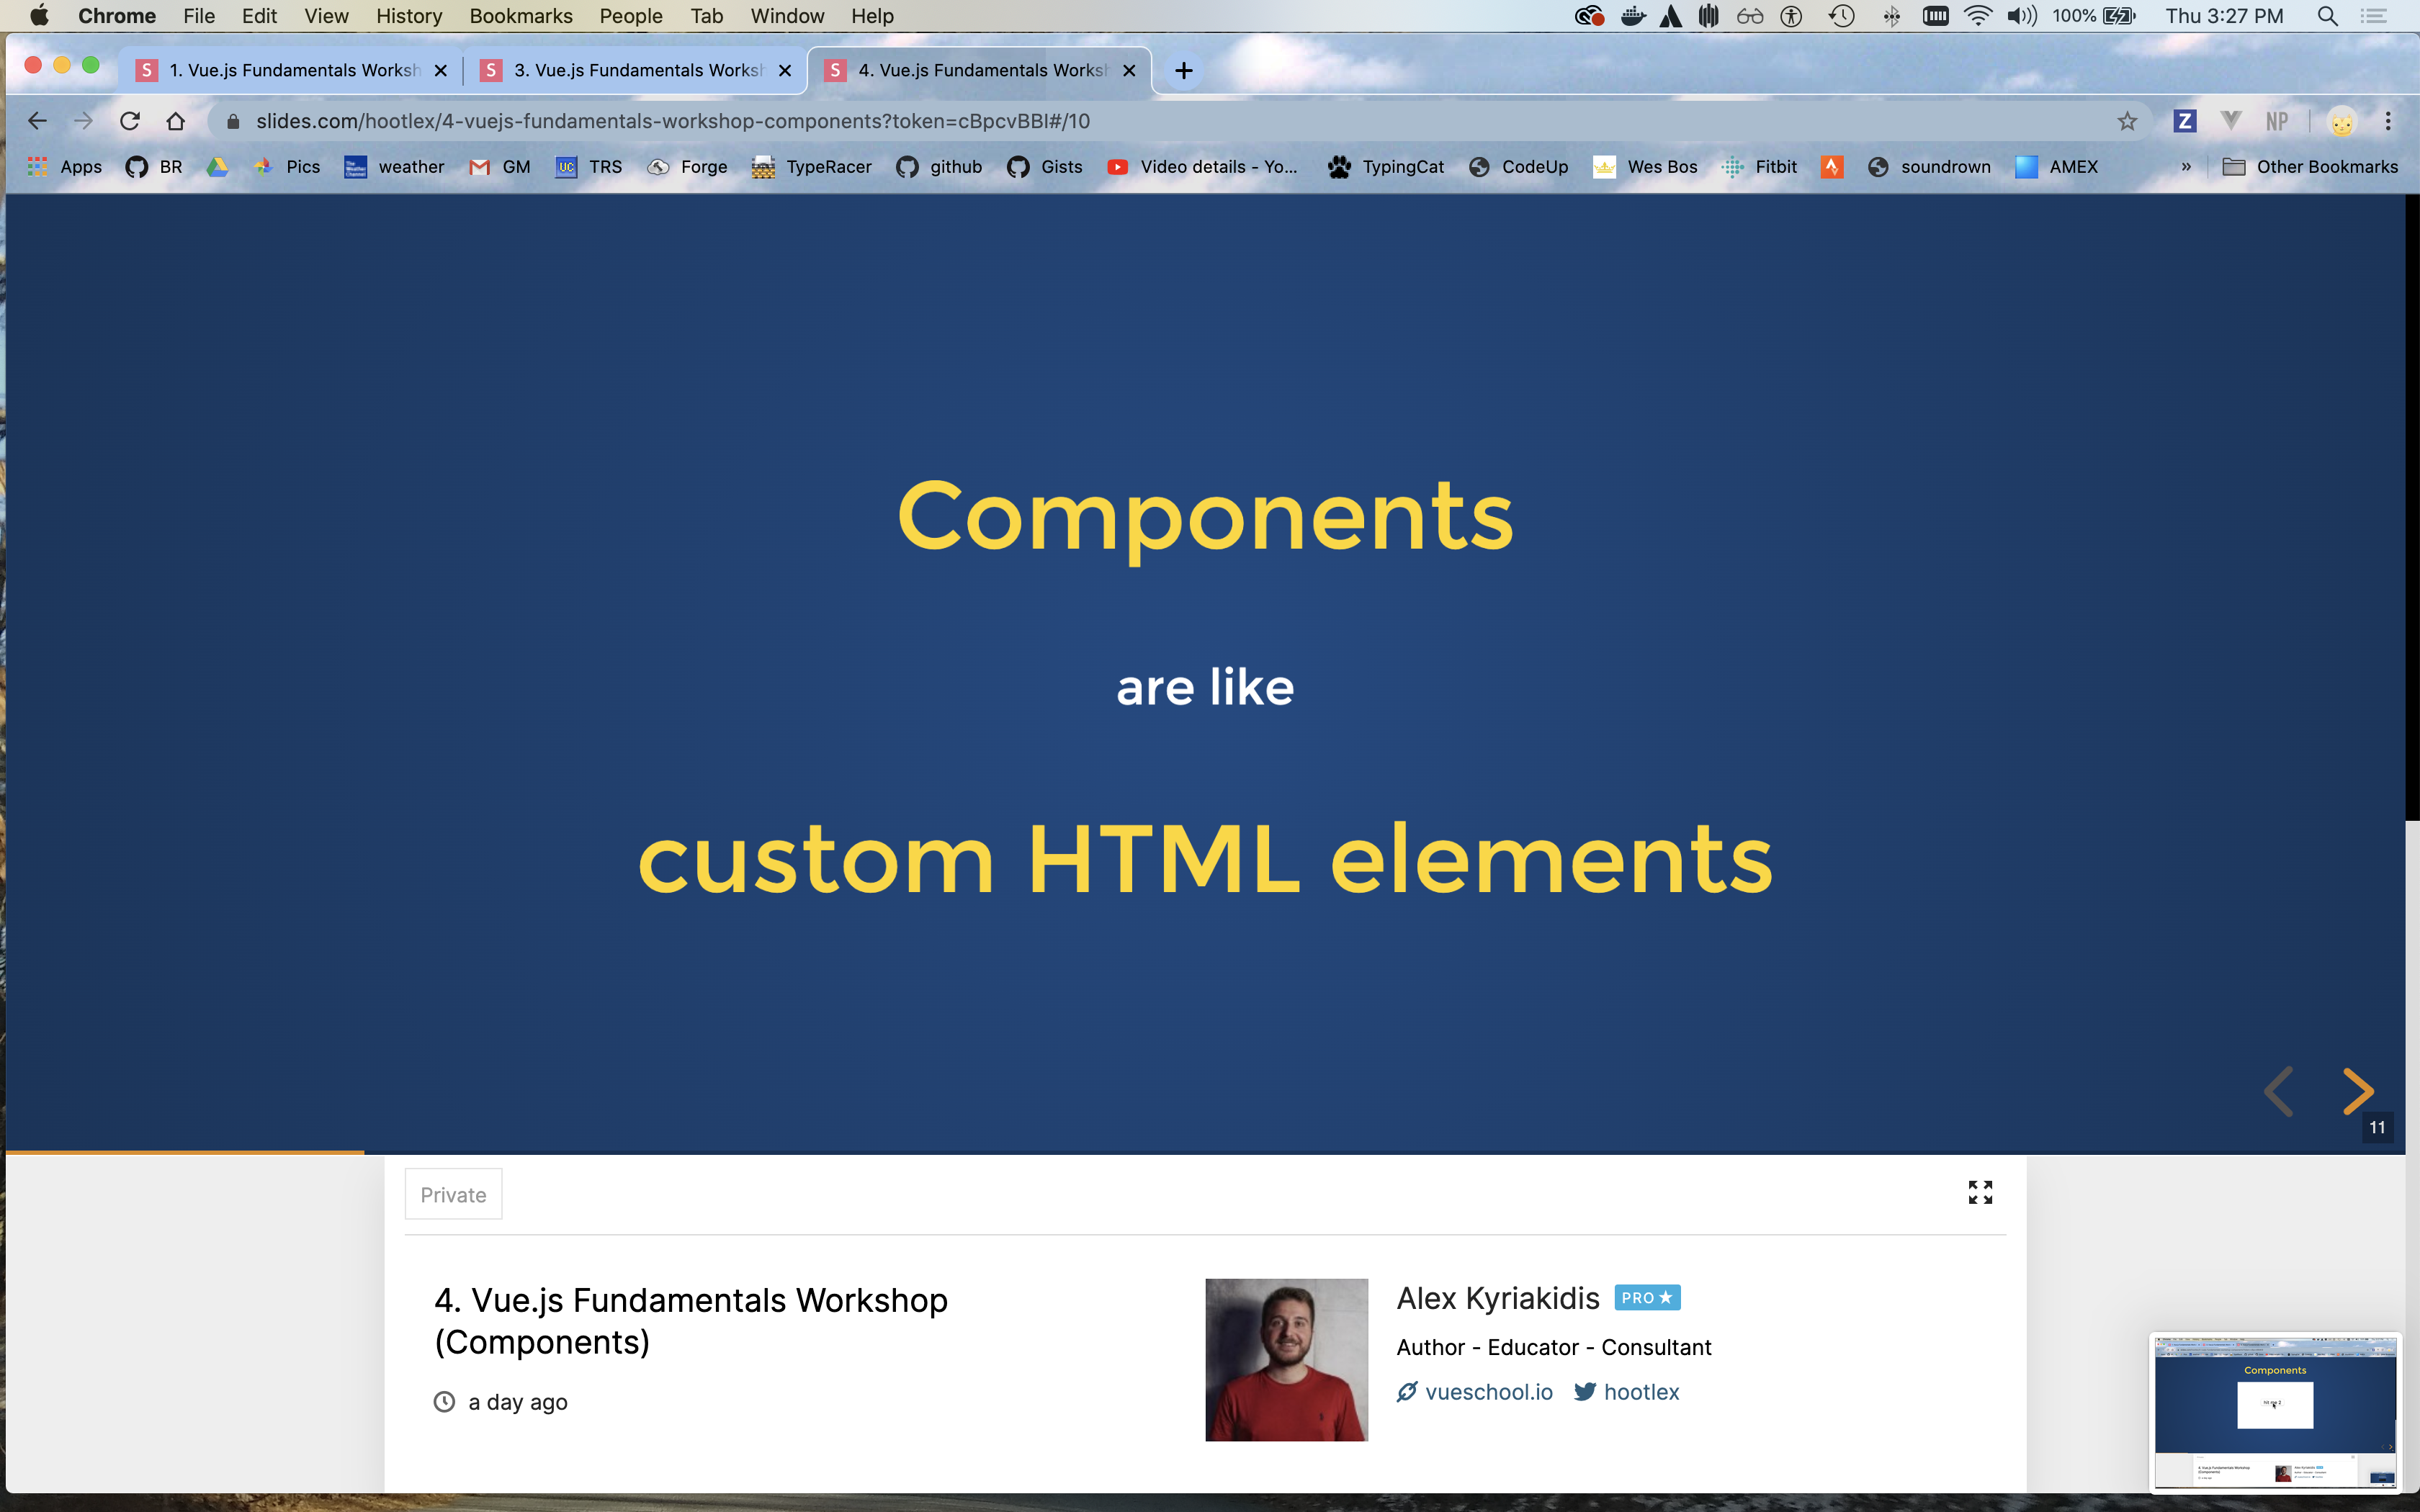 Chrome File Edit View History Bookmarks People Tab Window Help 100% Thu 3:27 PM
S 1. Vue.js Fundamentals Worksh S 3. Vue.js Fundamentals Worksh S 4. Vue.js Fundamentals Worksh
slides.com/hootlex/4-vuejs-fundamentals-workshop-components?token=cBpcvBBI#/10 Z NP
Apps BR Pics weather GM UC TRS Forge TypeRacer github Gists Video details - Yo... TypingCat CodeUp Wes Bos Fitbit soundrown AMEX » Other Bookmarks
Components
are like
custom HTML elements
11
Private
4. Vue.js Fundamentals Workshop
(Components)
a day ago
Alex Kyriakidis PRO
Author - Educator - Consultant
vueschool.io hootlex
Components